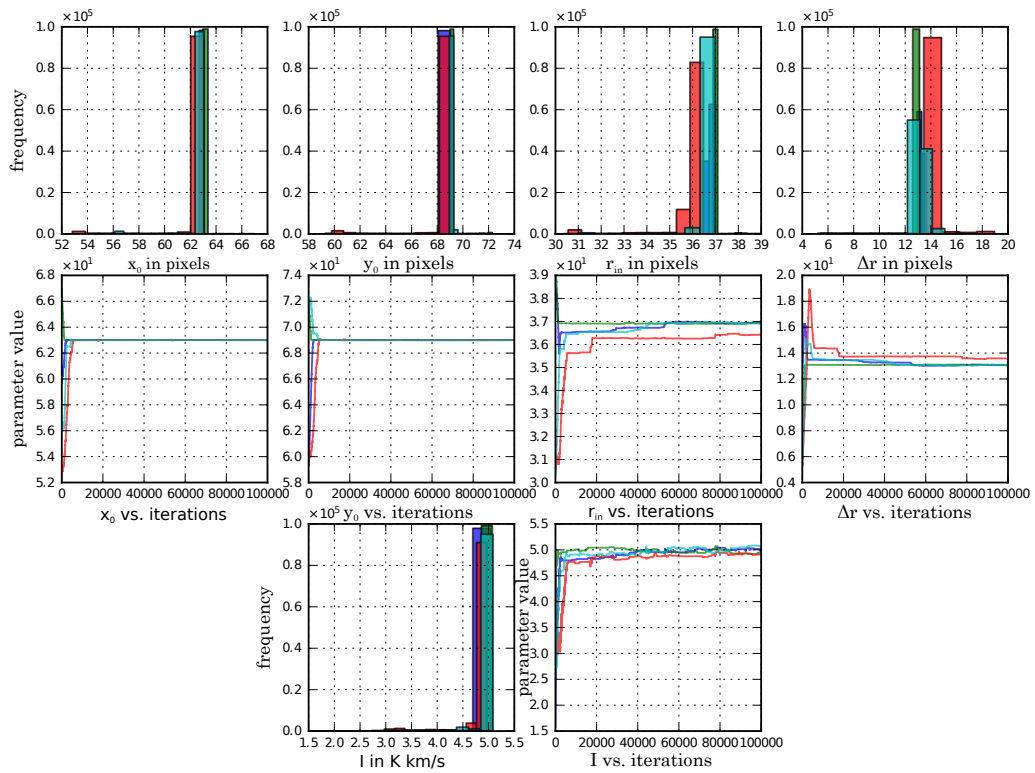 ×10⁵ ×10⁵ ×10⁵ ×10⁵
1.0 1.0 1.0 1.0
0.8 0.8 0.8 0.8
0.6 0.6 0.6 0.6
0.4 0.4 0.4 0.4
0.2 0.2 0.2 0.2
0.0 0.0 0.0 0.0
frequency
52 54 56 58 60 62 64 66 68 58 60 62 64 66 68 70 72 74 30 31 32 33 34 35 36 37 38 39 4 6 8 10 12 14 16 18 20
x₀ in pixels y₀ in pixels r_in in pixels Δr in pixels
×10¹ ×10¹ ×10¹ ×10¹
6.8 7.4 3.9 2.0
6.6 7.2 3.8 1.8
6.4 7.0 3.7 1.6
6.2 6.8 3.6 1.4
6.0 6.6 3.5 1.2
5.8 6.4 3.4 1.0
5.6 6.2 3.3 0.8
5.4 6.0 3.2 0.6
5.2 5.8 3.1 0.4
3.0
parameter value
0 20000 40000 60000 80000 100000 0 20000 40000 60000 80000 100000 0 20000 40000 60000 80000 100000 0 20000 40000 60000 80000 100000
x₀ vs. iterations y₀ vs. iterations r_in vs. iterations Δr vs. iterations
×10⁵
1.0
0.8
0.6
0.4
0.2
0.0
frequency
1.5 2.0 2.5 3.0 3.5 4.0 4.5 5.0 5.5
I in K km/s
5.5
5.0
4.5
4.0
3.5
3.0
2.5
2.0
1.5
parameter value
0 20000 40000 60000 80000 100000
I vs. iterations